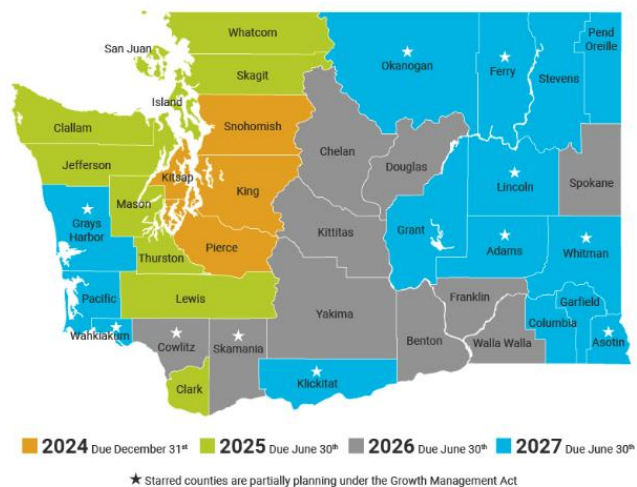 Whatcom
San Juan
Skagit
Island
Clallam
Snohomish
Jefferson
Kitsap
King
Mason
★
Grays
Harbor
Pierce
Thurston
Pacific
Lewis
★
Wahkiakum
★
Cowlitz
★
Skamania
Clark
★
Okanogan
★
Ferry
Stevens
Pend
Oreille
Chelan
Douglas
★
Lincoln
Spokane
Kittitas
Grant
★
Adams
★
Whitman
Yakima
Franklin
Benton
Walla Walla
Garfield
Columbia
★
Asotin
★
Klickitat
2024 Due December 31st 2025 Due June 30th 2026 Due June 30th 2027 Due June 30th
★ Starred counties are partially planning under the Growth Management Act